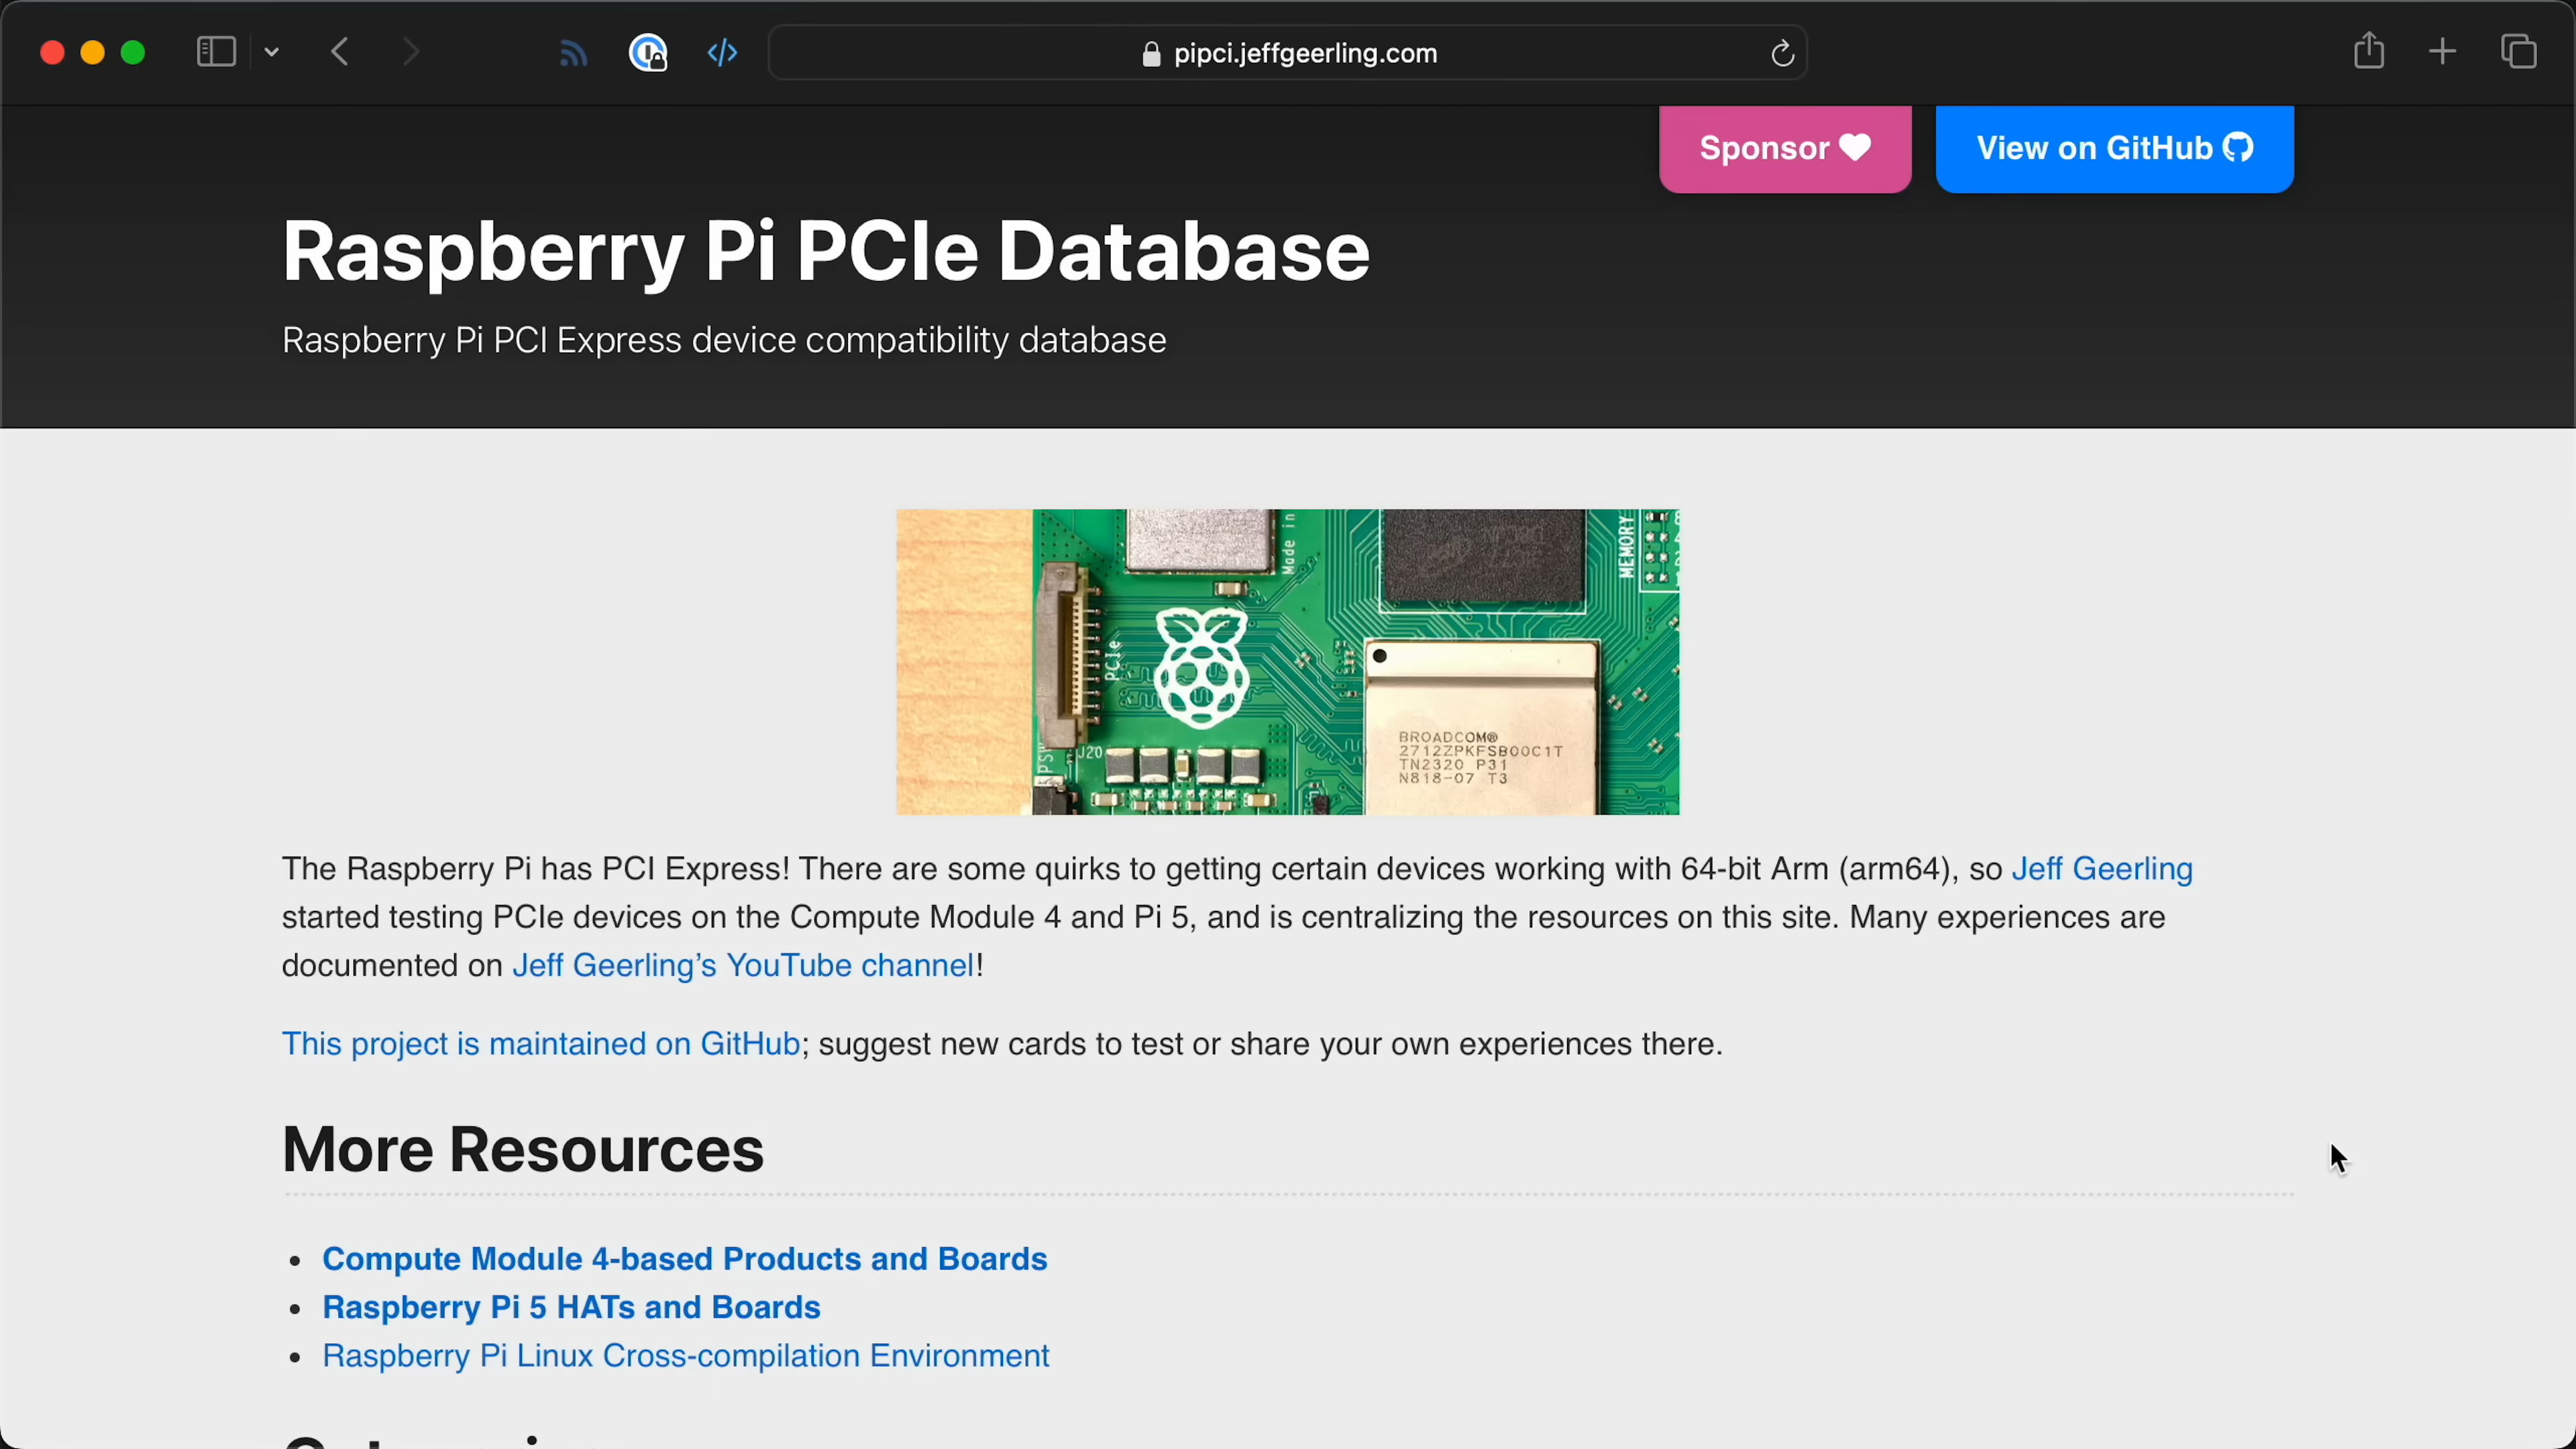 pipci.jeffgeerling.com
Sponsor
View on GitHub
Raspberry Pi PCIe Database
Raspberry Pi PCI Express device compatibility database
Made in
MEMORY
PCIe
J20
BROADCOM®
2712ZPKFSB00C1T
TN2320 P31
N818-07 T3
The Raspberry Pi has PCI Express! There are some quirks to getting certain devices working with 64-bit Arm (arm64), so Jeff Geerling
started testing PCIe devices on the Compute Module 4 and Pi 5, and is centralizing the resources on this site. Many experiences are
documented on Jeff Geerling’s YouTube channel!
This project is maintained on GitHub; suggest new cards to test or share your own experiences there.
More Resources
• Compute Module 4-based Products and Boards
• Raspberry Pi 5 HATs and Boards
• Raspberry Pi Linux Cross-compilation Environment